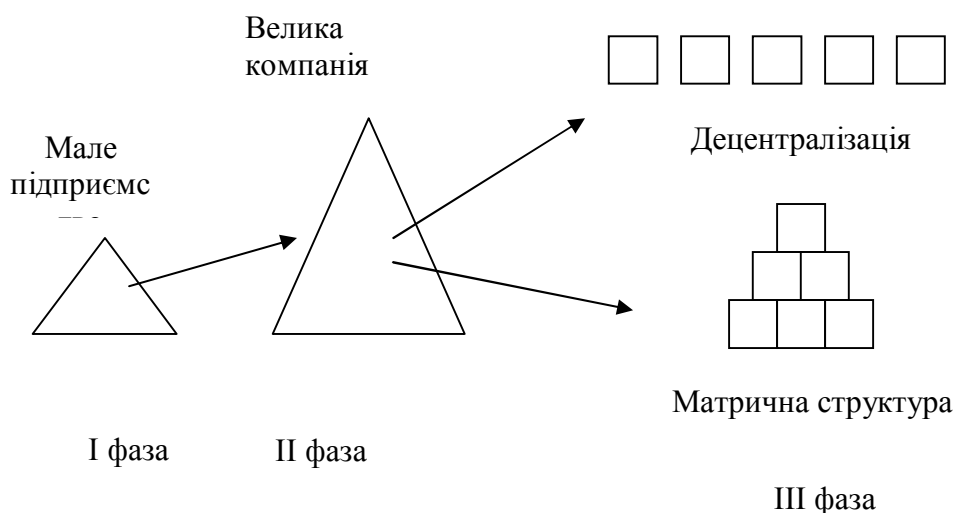 Велика
компанія
Децентралізація
Мале
підприємс
Матрична структура
I фаза
II фаза
III фаза